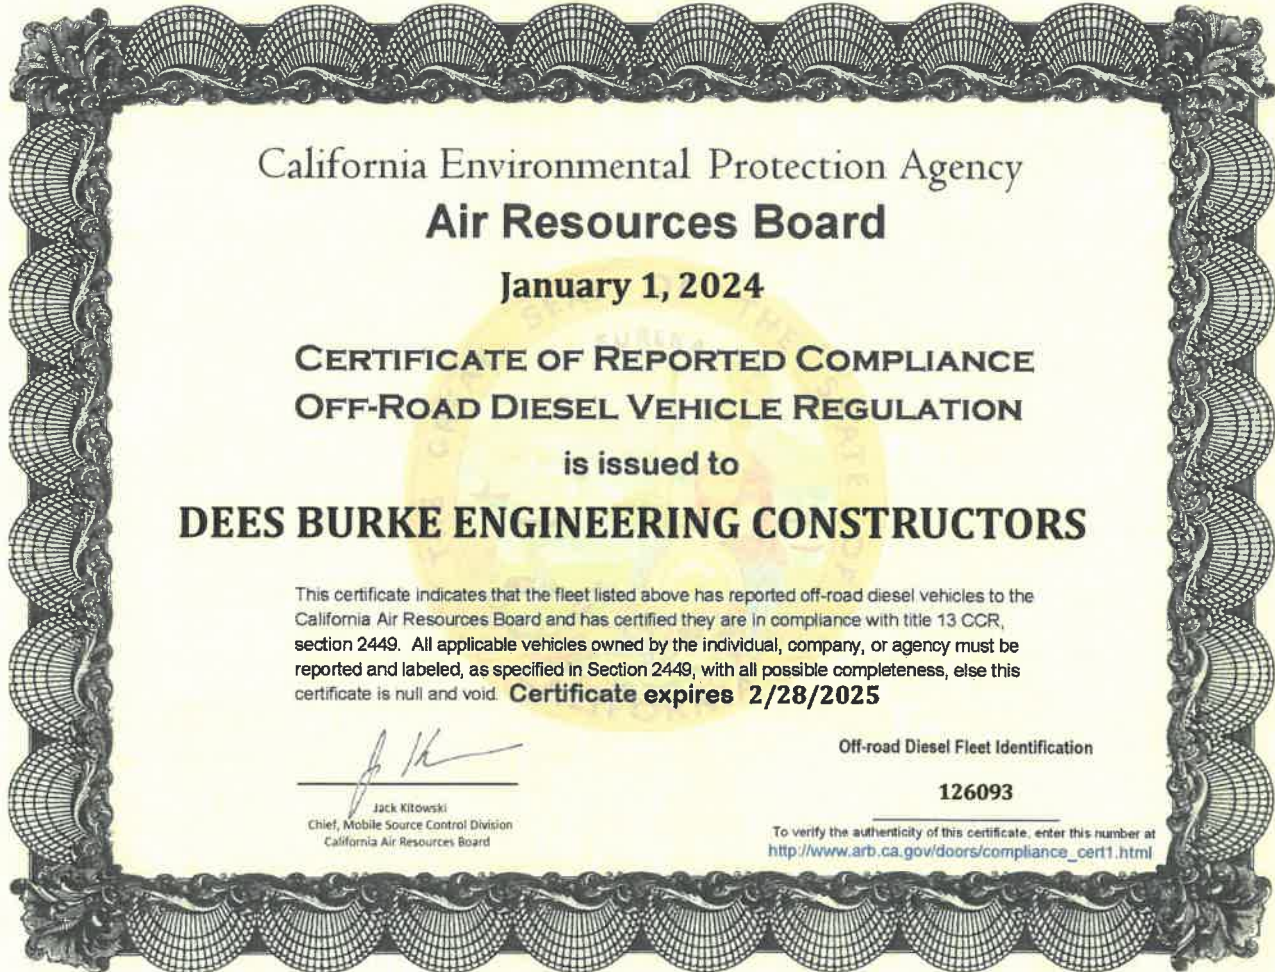 California Environmental Protection Agency
Air Resources Board
January 1, 2024
CERTIFICATE OF REPORTED COMPLIANCE
OFF-ROAD DIESEL VEHICLE REGULATION
is issued to
DEES BURKE ENGINEERING CONSTRUCTORS
This certificate indicates that the fleet listed above has reported off-road diesel vehicles to the
California Air Resources Board and has certified they are in compliance with title 13 CCR,
section 2449. All applicable vehicles owned by the individual, company, or agency must be
reported and labeled, as specified in Section 2449, with all possible completeness, else this
certificate is null and void. Certificate expires 2/28/2025
Jack Kitowski
Chief, Mobile Source Control Division
California Air Resources Board
Off-road Diesel Fleet Identification
126093
To verify the authenticity of this certificate, enter this number at
http://www.arb.ca.gov/doors/compliance_cert1.html